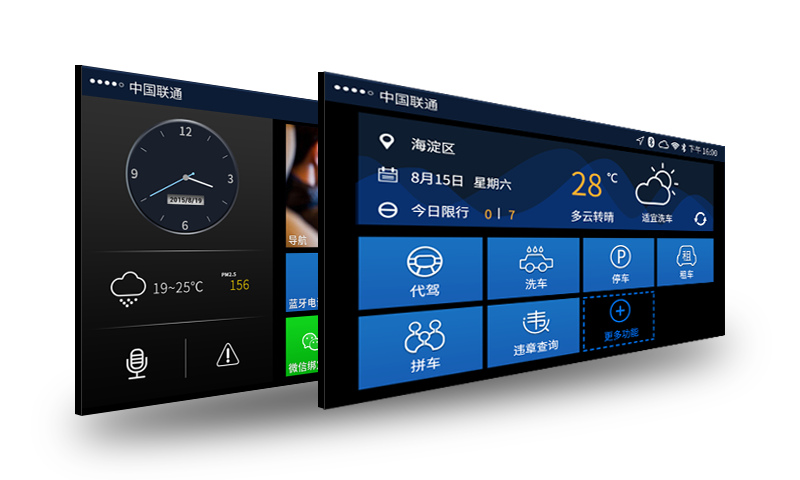 中国联通
12
9
3
2015/8/19
6
19~25°C
PM2.5
156
导航
蓝牙电
微信绑
中国联通
下午 16:00
海淀区
8月15日 星期六
今日限行 0 | 7
28 °C
多云转晴
适宜洗车
代驾
洗车
P
停车
租
租车
拼车
违
违章查询
更多功能